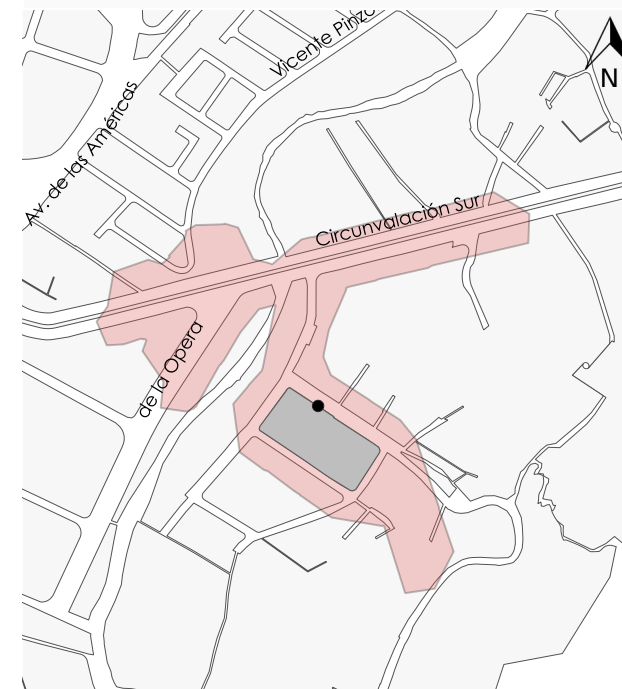 Vicente Pinzo
N
Av. de las Américas
Circunvalación Sur
de la Opera